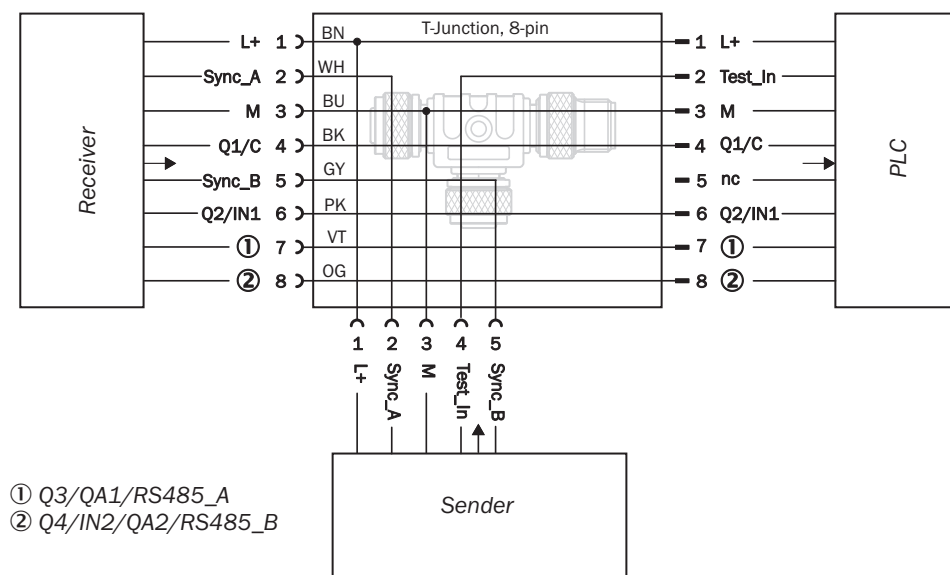 T-Junction, 8-pin
Receiver
L+ 1 BN
Sync_A 2 WH
M 3 BU
Q1/C 4 BK
Sync_B 5 GY
Q2/IN1 6 PK
① 7 VT
② 8 OG
1 L+
2 Test_In
3 M
4 Q1/C
5 nc
6 Q2/IN1
7 ①
8 ②
PLC
1 L+
2 Sync_A
3 M
4 Test_In
5 Sync_B
Sender
① Q3/QA1/RS485_A
② Q4/IN2/QA2/RS485_B